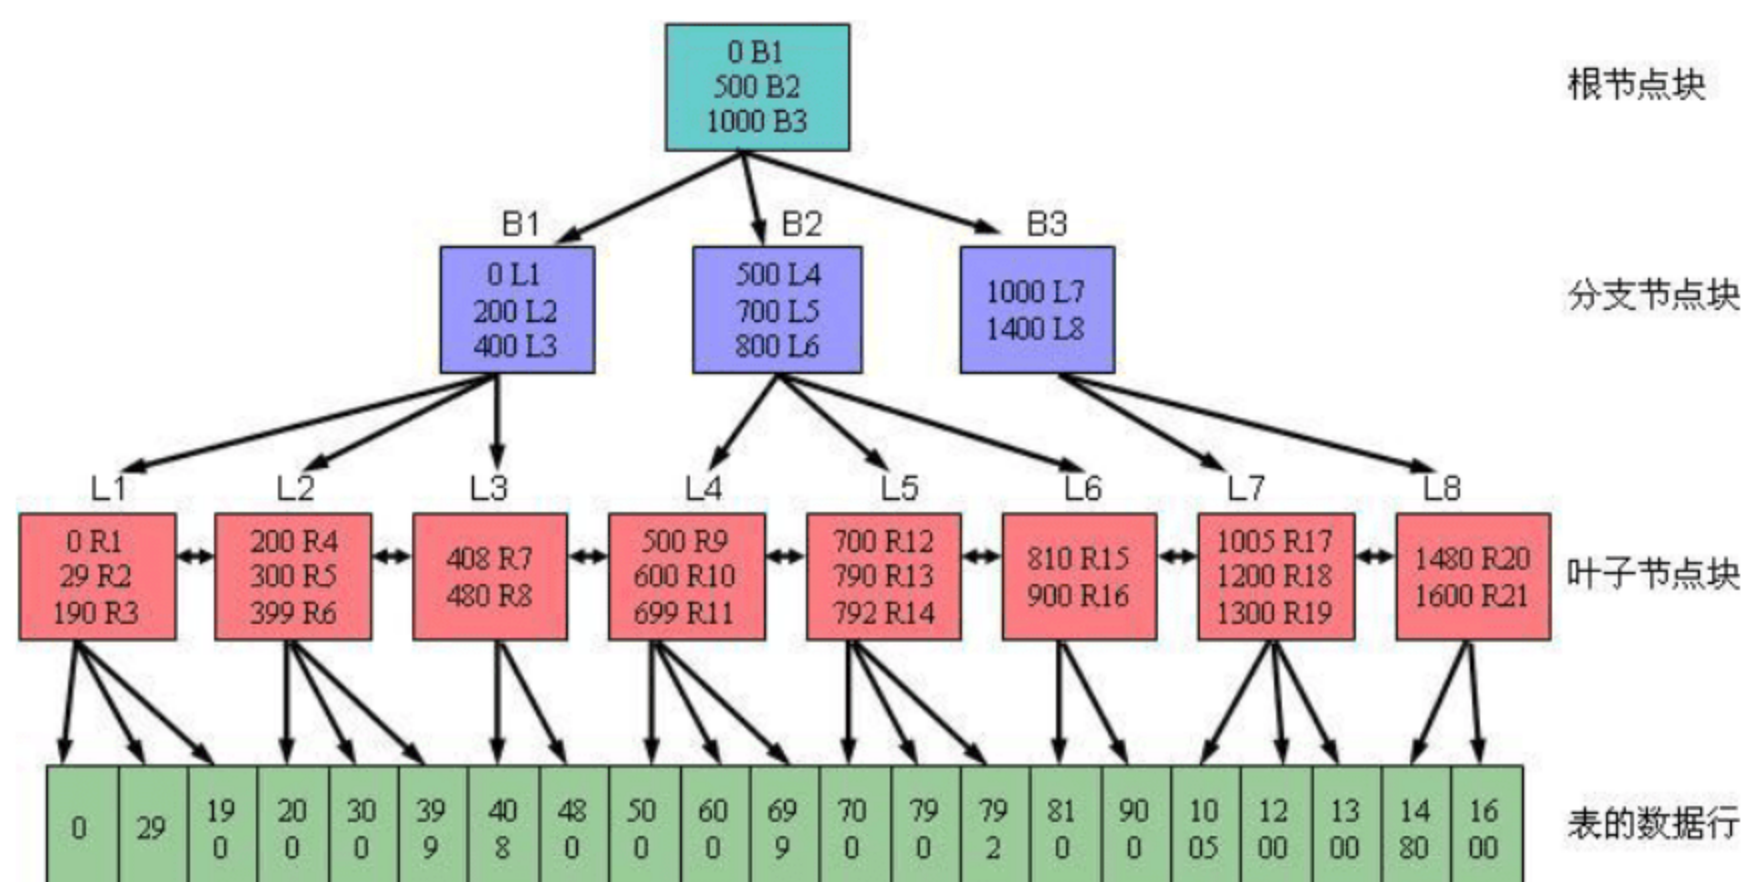 0 B1
500 B2
1000 B3
根节点块
B1
B2
B3
0 L1
200 L2
400 L3
500 L4
700 L5
800 L6
1000 L7
1400 L8
分支节点块
L1
L2
L3
L4
L5
L6
L7
L8
0 R1
29 R2
190 R3
200 R4
300 R5
399 R6
408 R7
480 R8
500 R9
600 R10
699 R11
700 R12
790 R13
792 R14
810 R15
900 R16
1005 R17
1200 R18
1300 R19
1480 R20
1600 R21
叶子节点块
0
29
19
0
20
0
30
0
39
9
40
8
48
0
50
0
60
0
69
9
70
0
79
0
79
2
81
0
90
0
10
05
12
00
13
00
14
80
16
00
表的数据行